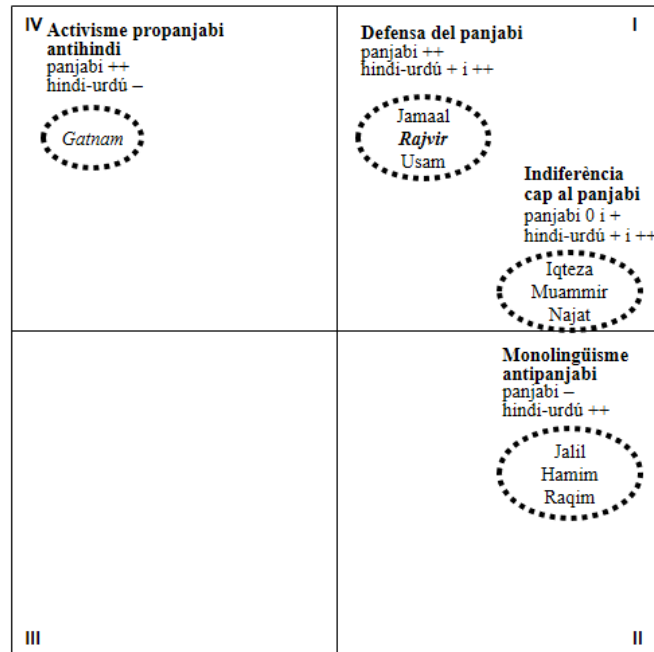 IV Activisme propanjabi
antihindi
panjabi ++
hindi-urdú –
Gatnam
I
Defensa del panjabi
panjabi ++
hindi-urdú + i ++
Jamaal
Rajvir
Usam
Indiferència
cap al panjabi
panjabi 0 i +
hindi-urdú + i ++
Iqteza
Muammir
Najat
Monolingüisme
antipanjabi
panjabi –
hindi-urdú ++
Jalil
Hamim
Raqim
III
II